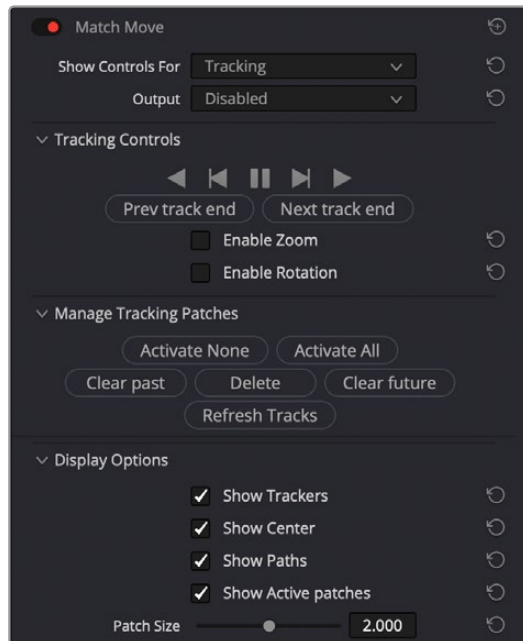 Match Move
Show Controls For Tracking
Output Disabled
Tracking Controls
Prev track end Next track end
Enable Zoom
Enable Rotation
Manage Tracking Patches
Activate None Activate All
Clear past Delete Clear future
Refresh Tracks
Display Options
Show Trackers
Show Center
Show Paths
Show Active patches
Patch Size 2.000